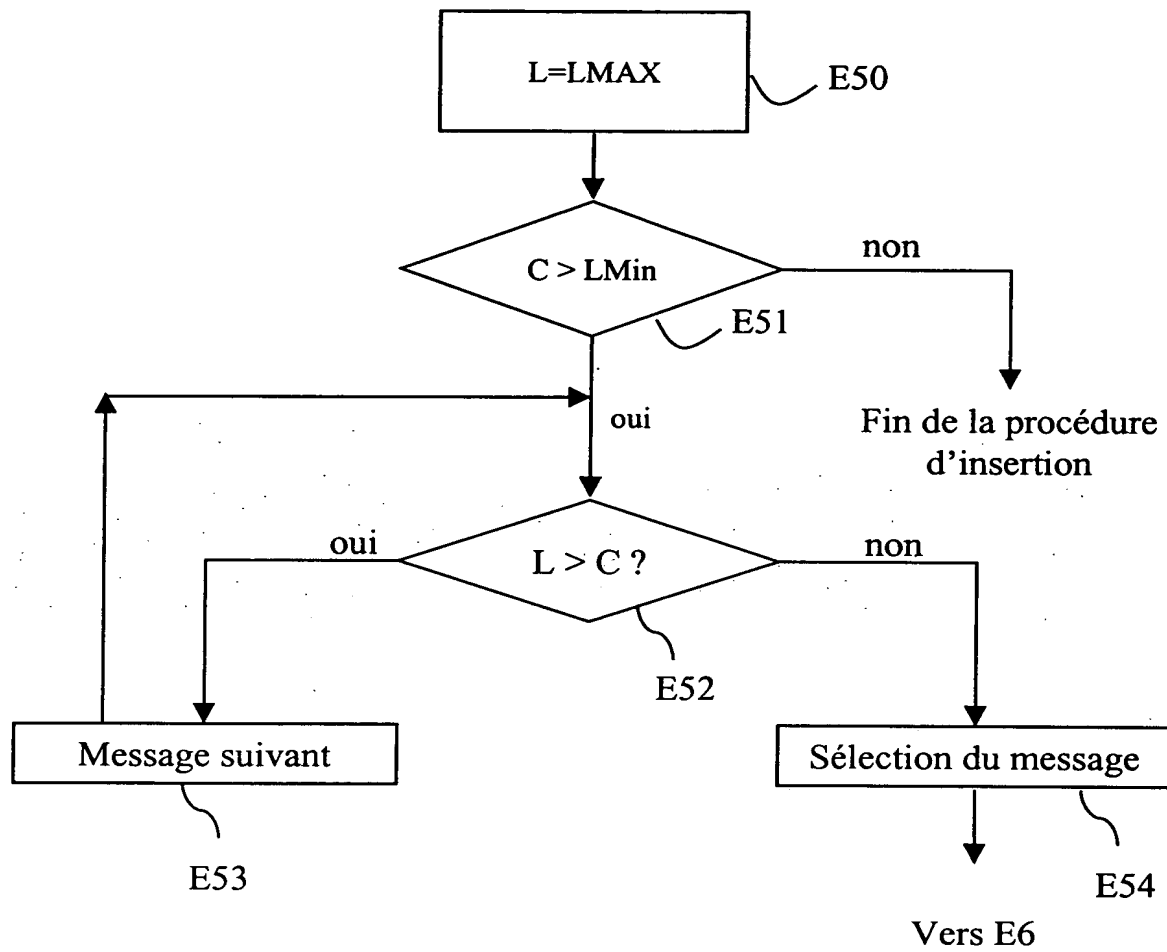 L=LMAX
E50
C > LMin
non
E51
oui
Fin de la procédure
d'insertion
oui
L > C ?
non
E52
Message suivant
Sélection du message
E53
E54
Vers E6